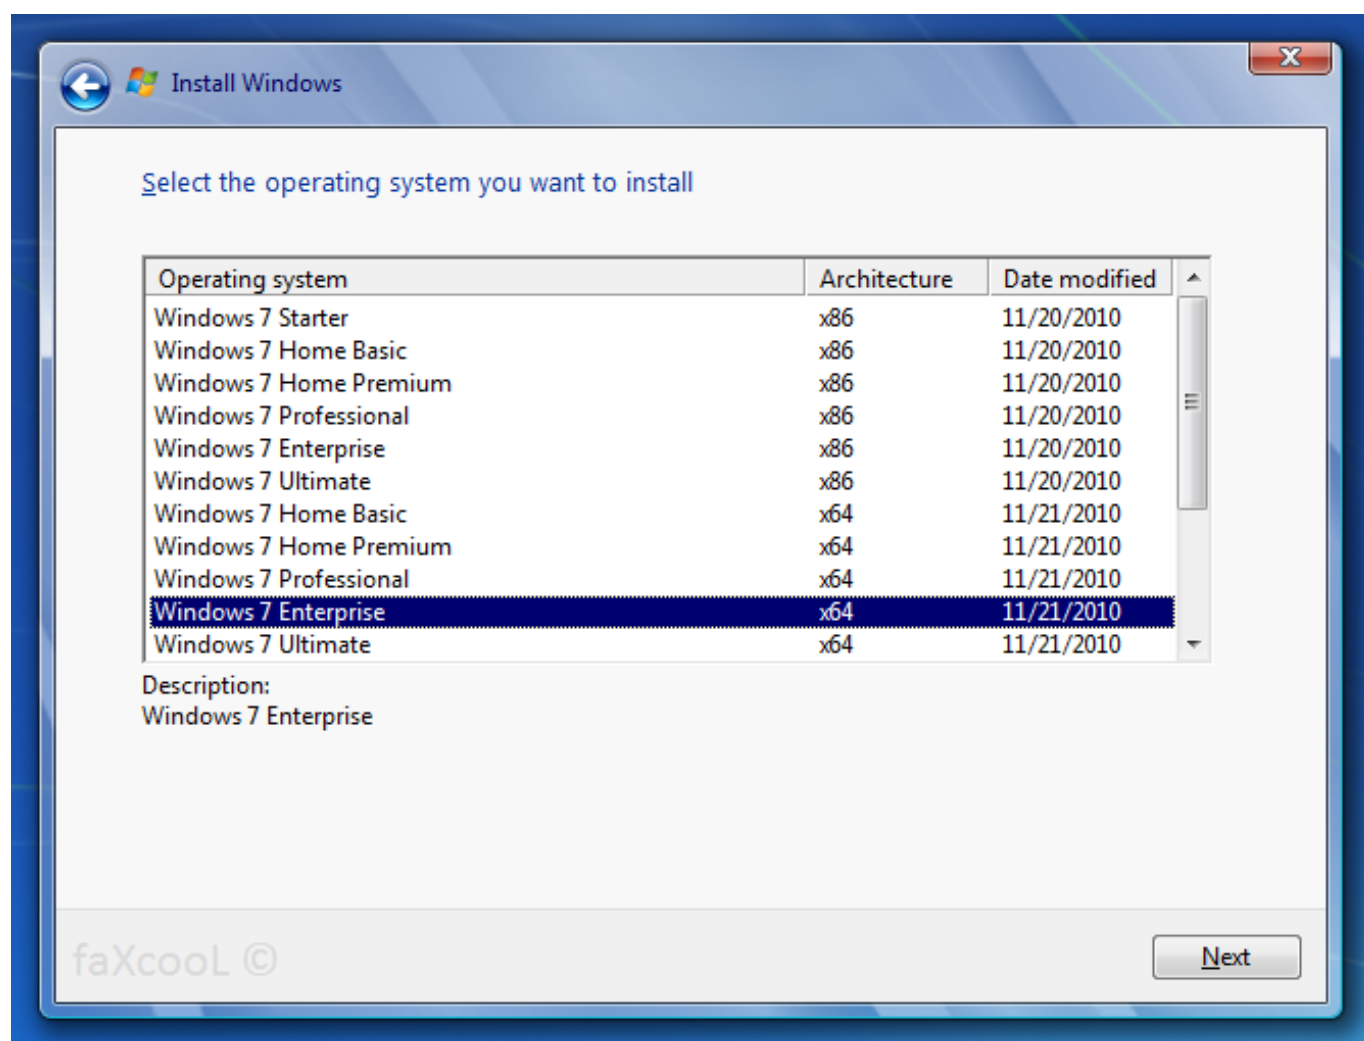 Install Windows
Select the operating system you want to install
Operating system Architecture Date modified
Windows 7 Starter x86 11/20/2010
Windows 7 Home Basic x86 11/20/2010
Windows 7 Home Premium x86 11/20/2010
Windows 7 Professional x86 11/20/2010
Windows 7 Enterprise x86 11/20/2010
Windows 7 Ultimate x86 11/20/2010
Windows 7 Home Basic x64 11/21/2010
Windows 7 Home Premium x64 11/21/2010
Windows 7 Professional x64 11/21/2010
Windows 7 Enterprise x64 11/21/2010
Windows 7 Ultimate x64 11/21/2010
Description:
Windows 7 Enterprise
faXcooL ©
Next